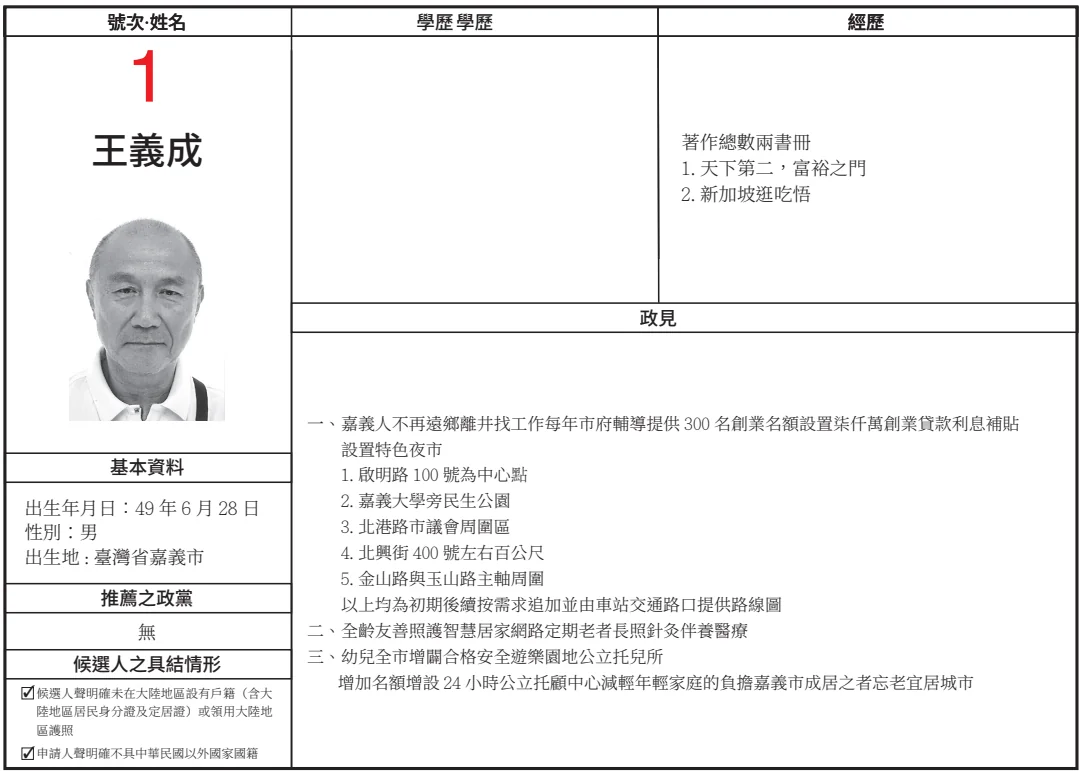 號次·姓名
1
王義成
基本資料
出生年月日：49 年 6 月 28 日
性別：男
出生地 : 臺灣省嘉義市
推薦之政黨
無
候選人之具結情形
☑候選人聲明確未在大陸地區設有戶籍（含大
陸地區居民身分證及定居證）或領用大陸地
區護照
☑申請人聲明確不具中華民國以外國家國籍
學歷 學歷
經歷
著作總數兩書冊
1. 天下第二，富裕之門
2. 新加坡逛吃悟
政見
一、嘉義人不再遠鄉離井找工作每年市府輔導提供 300 名創業名額設置柒仟萬創業貸款利息補貼
設置特色夜市
1. 啟明路 100 號為中心點
2. 嘉義大學旁民生公園
3. 北港路市議會周圍區
4. 北興街 400 號左右百公尺
5. 金山路與玉山路主軸周圍
以上均為初期後續按需求追加並由車站交通路口提供路線圖
二、全齡友善照護智慧居家網路定期老者長照針灸伴養醫療
三、幼兒全市增闢合格安全遊樂園地公立托兒所
增加名額增設 24 小時公立托顧中心減輕年輕家庭的負擔嘉義市成居之者忘老宜居城市